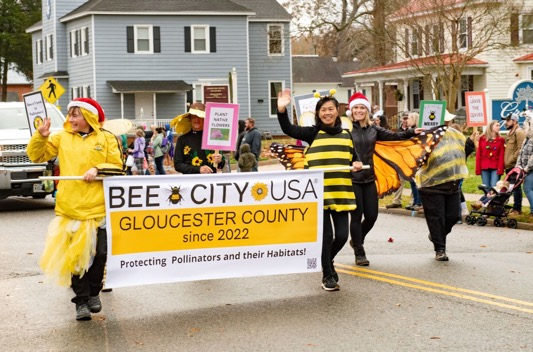 PLANT
NATIVE
FLOWERS
BEE CITY USA®
GLOUCESTER COUNTY
since 2022
Protecting Pollinators and their Habitats!